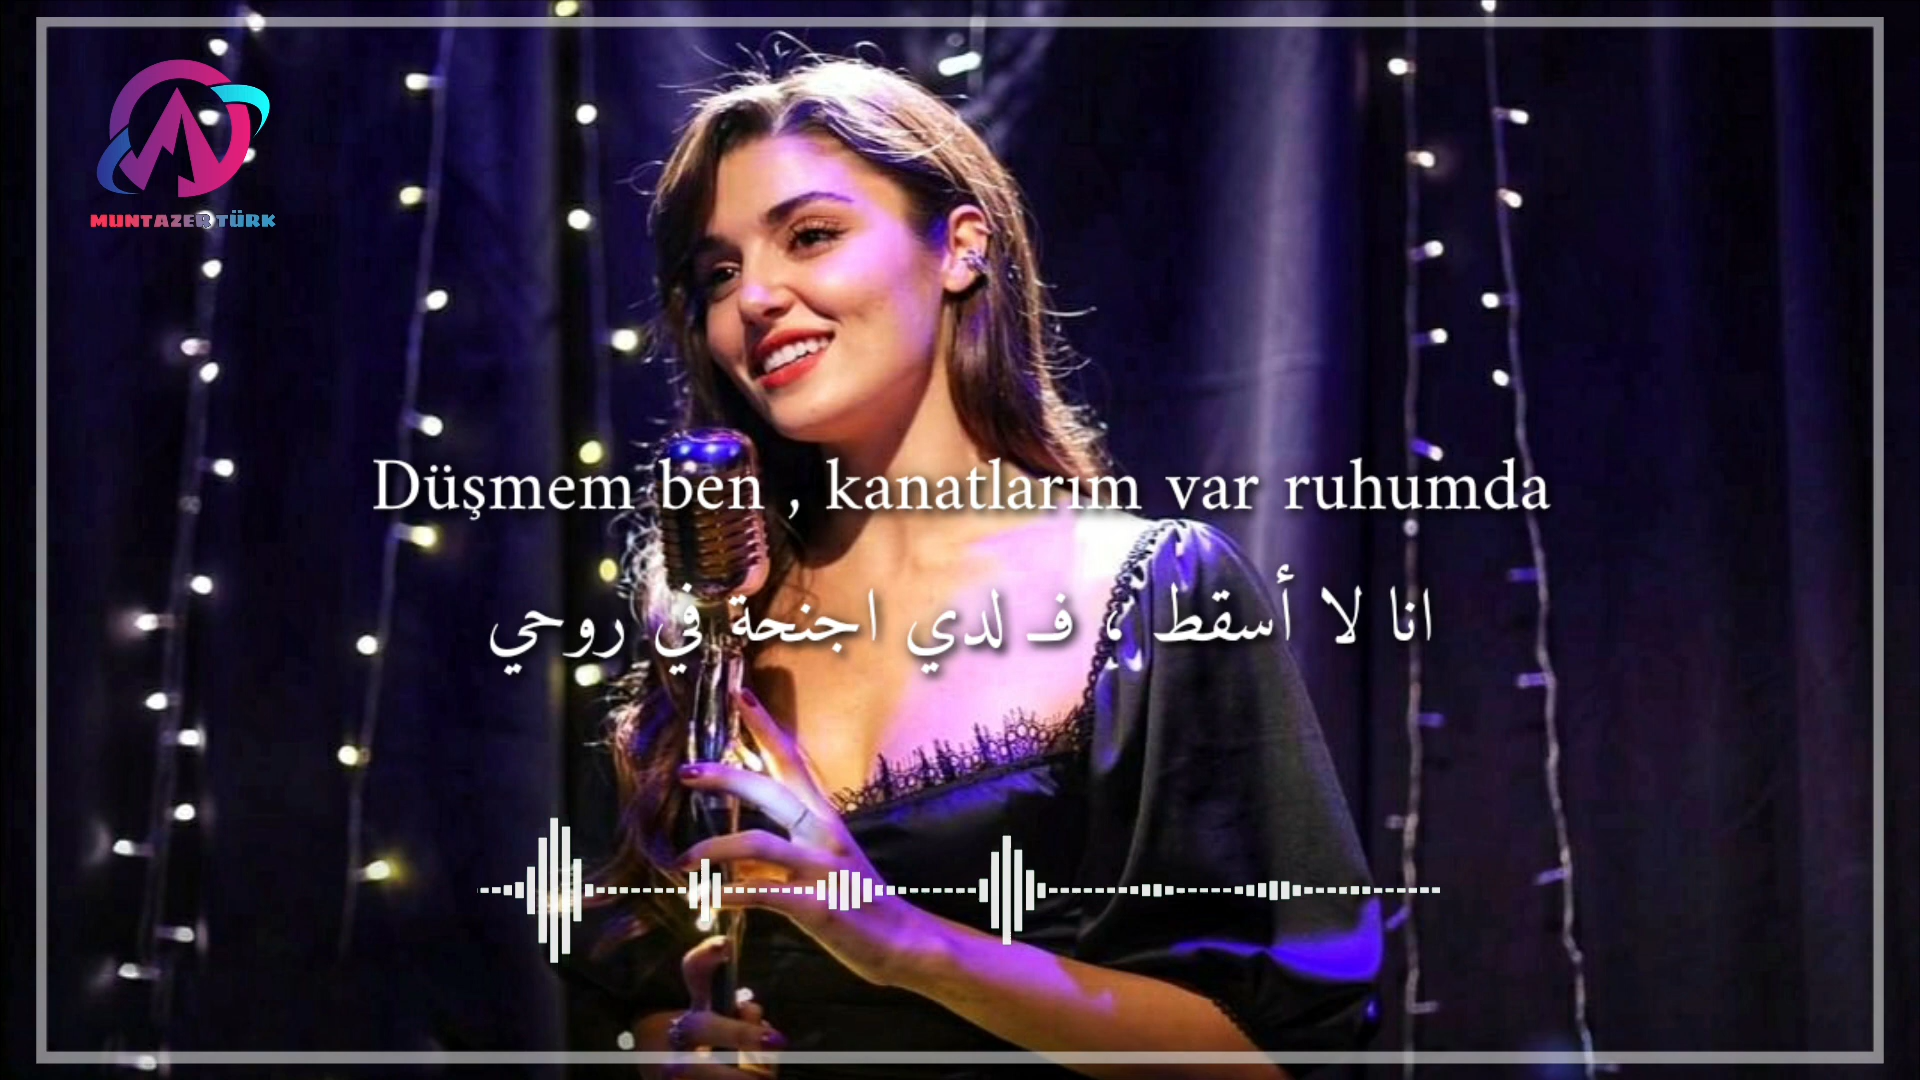 MUNTAZER TÜRK
Düşmem ben , kanatlarım var ruhumda
انا لا أسقط ، فـ لدي اجنحة في روحي